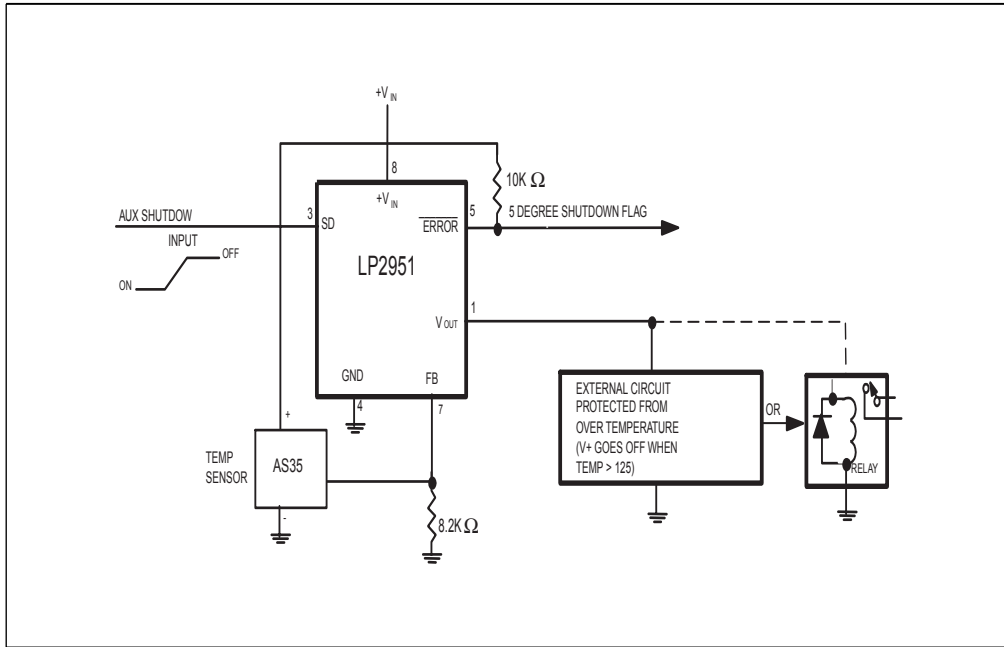 +V IN
8
+V IN
10K Ω
3
SD
5
ERROR
5 DEGREE SHUTDOWN FLAG
AUX SHUTDOW
INPUT
OFF
ON
LP2951
1
V OUT
GND
FB
4
7
EXTERNAL CIRCUIT
PROTECTED FROM
OVER TEMPERATURE
(V+ GOES OFF WHEN
TEMP > 125)
OR
RELAY
+
TEMP
SENSOR
AS35
-
8.2K Ω